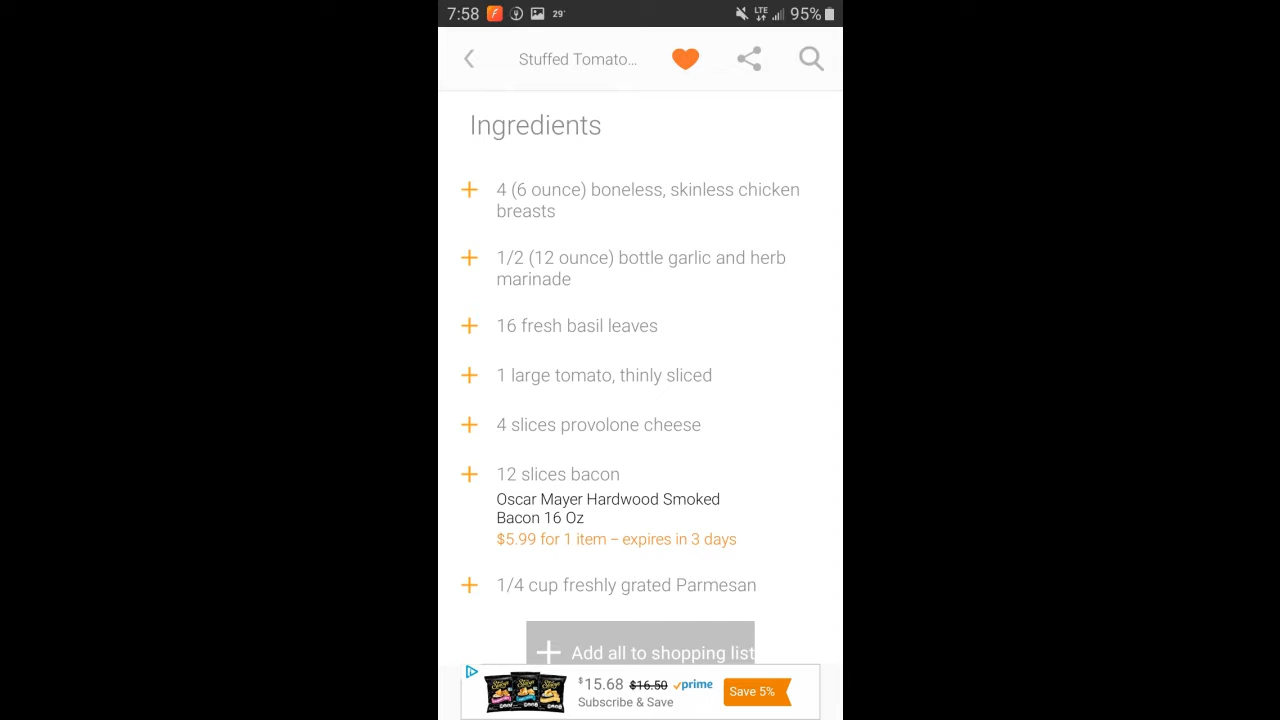 7:58 29° LTE 95%
Stuffed Tomato...
Ingredients
4 (6 ounce) boneless, skinless chicken
breasts
1/2 (12 ounce) bottle garlic and herb
marinade
16 fresh basil leaves
1 large tomato, thinly sliced
4 slices provolone cheese
12 slices bacon
Oscar Mayer Hardwood Smoked
Bacon 16 Oz
$5.99 for 1 item – expires in 3 days
1/4 cup freshly grated Parmesan
Add all to shopping list
$15.68 $16.50 prime
Subscribe & Save
Save 5%